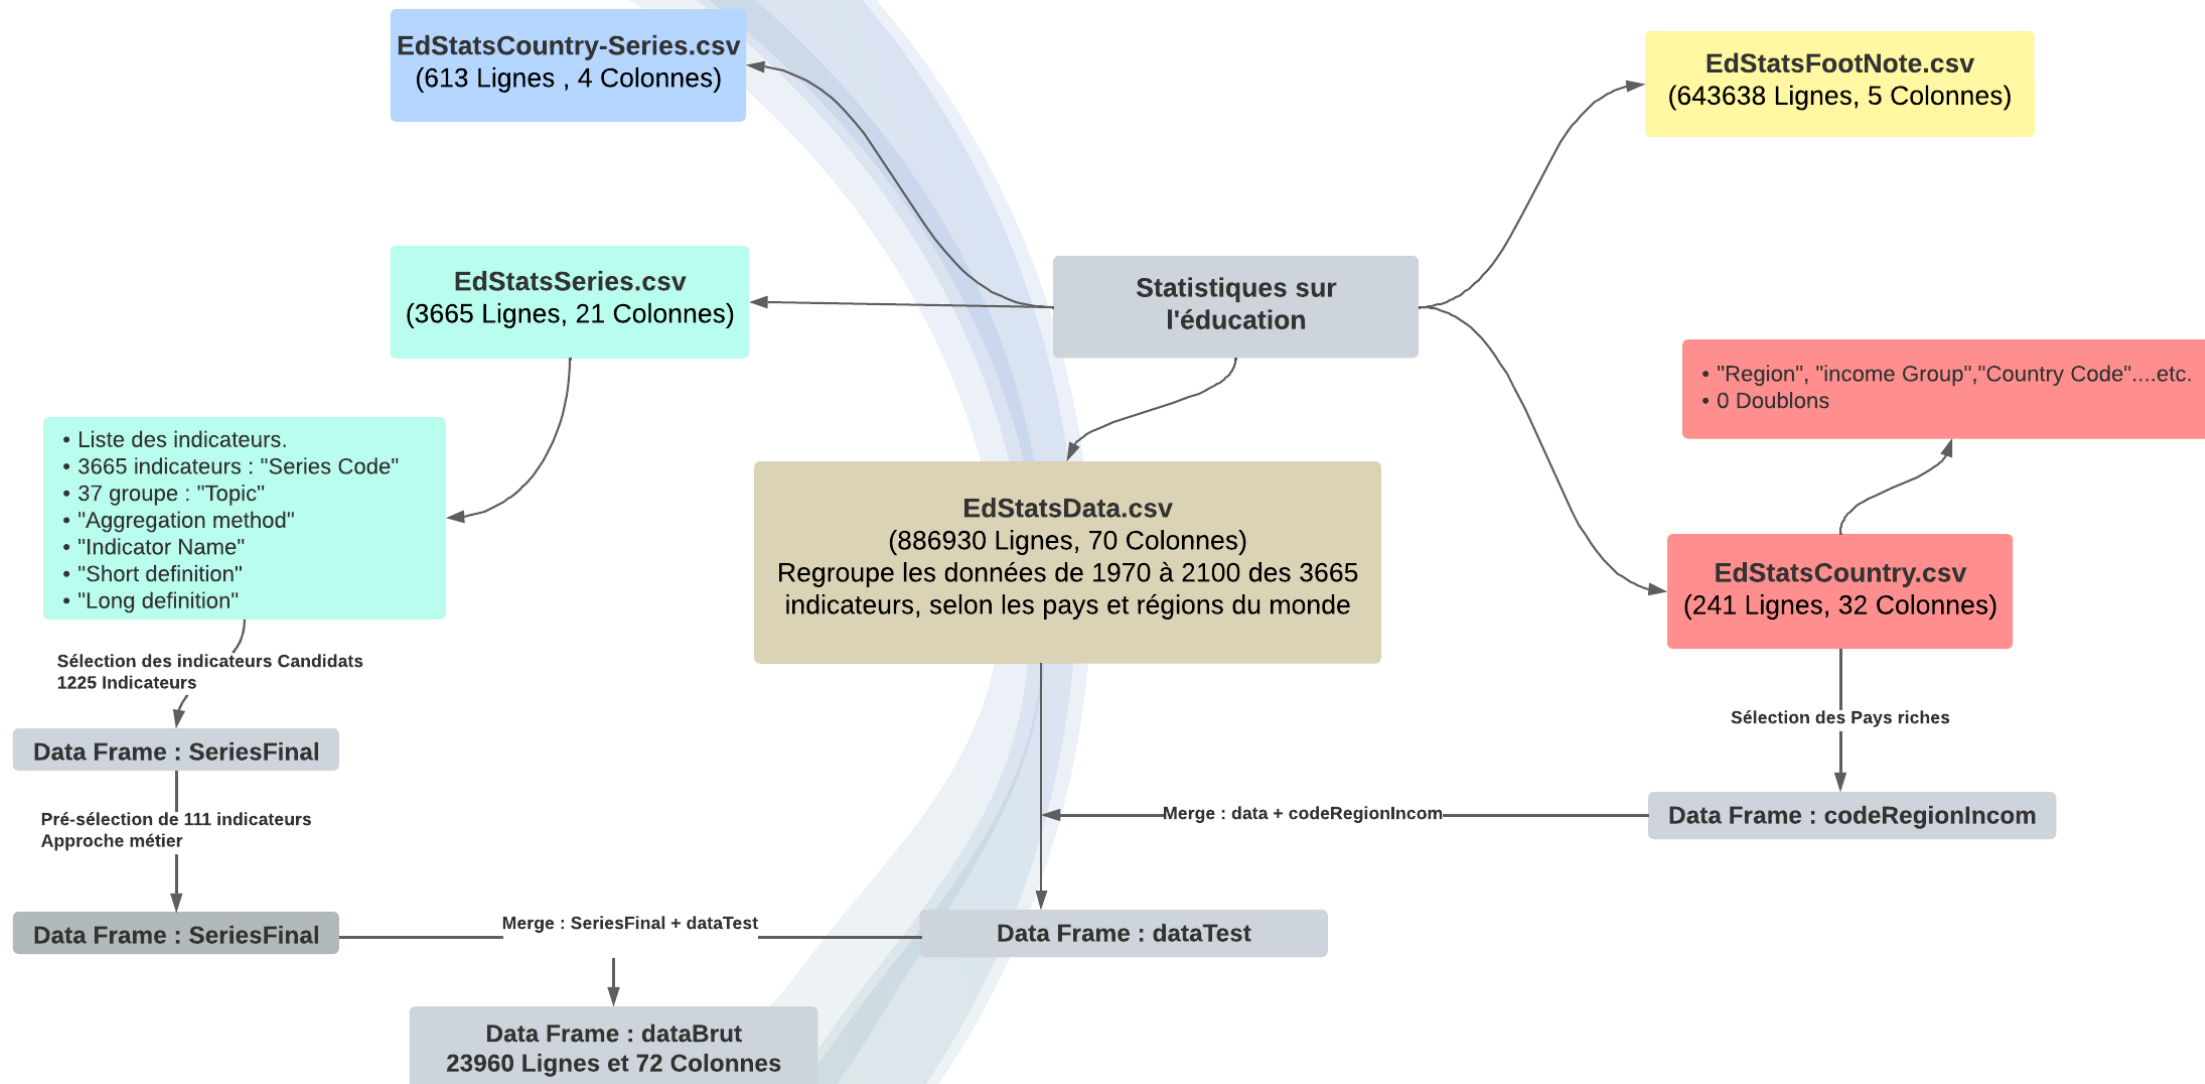 EdStatsCountry-Series.csv
(613 Lignes , 4 Colonnes)
EdStatsFootNote.csv
(643638 Lignes, 5 Colonnes)
EdStatsSeries.csv
(3665 Lignes, 21 Colonnes)
Statistiques sur
l'éducation
• "Region", "income Group","Country Code"....etc.
• 0 Doublons
• Liste des indicateurs.
• 3665 indicateurs : "Series Code"
• 37 groupe : "Topic"
• "Aggregation method"
• "Indicator Name"
• "Short definition"
• "Long definition"
EdStatsData.csv
(886930 Lignes, 70 Colonnes)
Regroupe les données de 1970 à 2100 des 3665
indicateurs, selon les pays et régions du monde
EdStatsCountry.csv
(241 Lignes, 32 Colonnes)
Sélection des indicateurs Candidats
1225 Indicateurs
Sélection des Pays riches
Data Frame : SeriesFinal
Pré-sélection de 111 indicateurs
Approche métier
Merge : data + codeRegionIncom
Data Frame : codeRegionIncom
Data Frame : SeriesFinal
Merge : SeriesFinal + dataTest
Data Frame : dataTest
Data Frame : dataBrut
23960 Lignes et 72 Colonnes